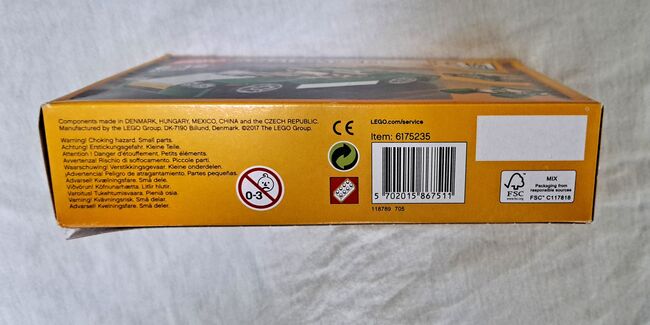 Components made in DENMARK, HUNGARY, MEXICO, CHINA and the CZECH REPUBLIC.
Manufactured by the LEGO Group, DK-7190 Billund, Denmark. ©2017 The LEGO Group.
Warning! Choking hazard. Small parts.
Achtung! Erstickungsgefahr. Kleine Teile.
Attention ! Danger d'étouffement. Petits éléments.
Avvertenza! Rischio di soffocamento. Piccole parti.
Waarschuwing! Verstikkingsgevaar. Kleine onderdelen.
¡Advertencia! Peligro de atragantamiento. Partes pequeñas.
Advarsel! Kvælningsfare. Små dele.
Viðvörun! Köfnunarhætta. Litlir hlutir.
Varoitus! Tukehtumisvaara. Pieniä osia.
Varning! Kvävningsrisk. Små delar.
Advarsel! Kvelningsfare. Små deler.
0-3
CE
LEGO.com/service
Item: 6175235
5 702015 867511
118789 705
FSC
www.fsc.org
MIX
Packaging from
responsible sources
FSC® C117818